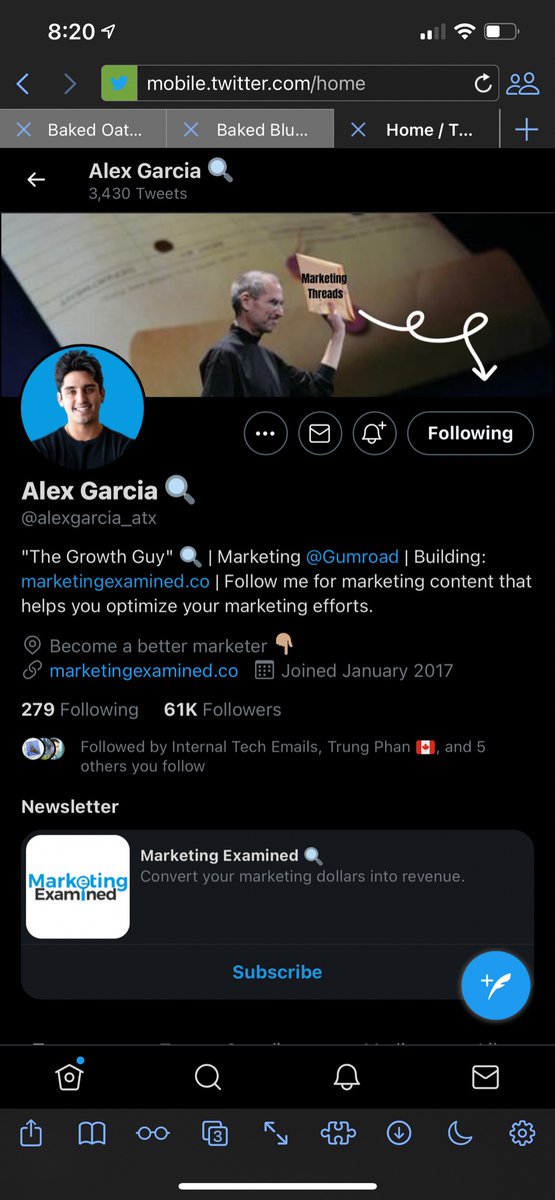 8:20
mobile.twitter.com/home
Baked Oat...
Baked Blu...
Home / T...
Alex Garcia 🔍
3,430 Tweets
Marketing
Threads
Following
Alex Garcia 🔍
@alexgarcia_atx
"The Growth Guy" 🔍 | Marketing @Gumroad | Building:
marketingexamined.co | Follow me for marketing content that
helps you optimize your marketing efforts.
Become a better marketer 👇🏼
marketingexamined.co Joined January 2017
279 Following 61K Followers
Followed by Internal Tech Emails, Trung Phan 🇨🇦, and 5
others you follow
Newsletter
Marketing
Examined
Marketing Examined 🔍
Convert your marketing dollars into revenue.
Subscribe
3